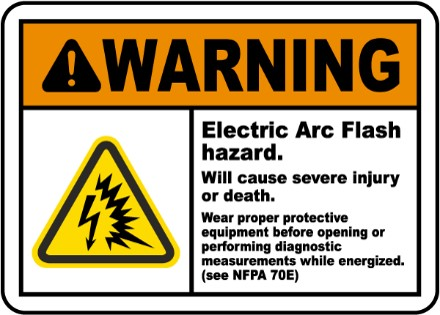 WARNING
Electric Arc Flash
hazard.
Will cause severe injury
or death.
Wear proper protective
equipment before opening or
performing diagnostic
measurements while energized.
(see NFPA 70E)